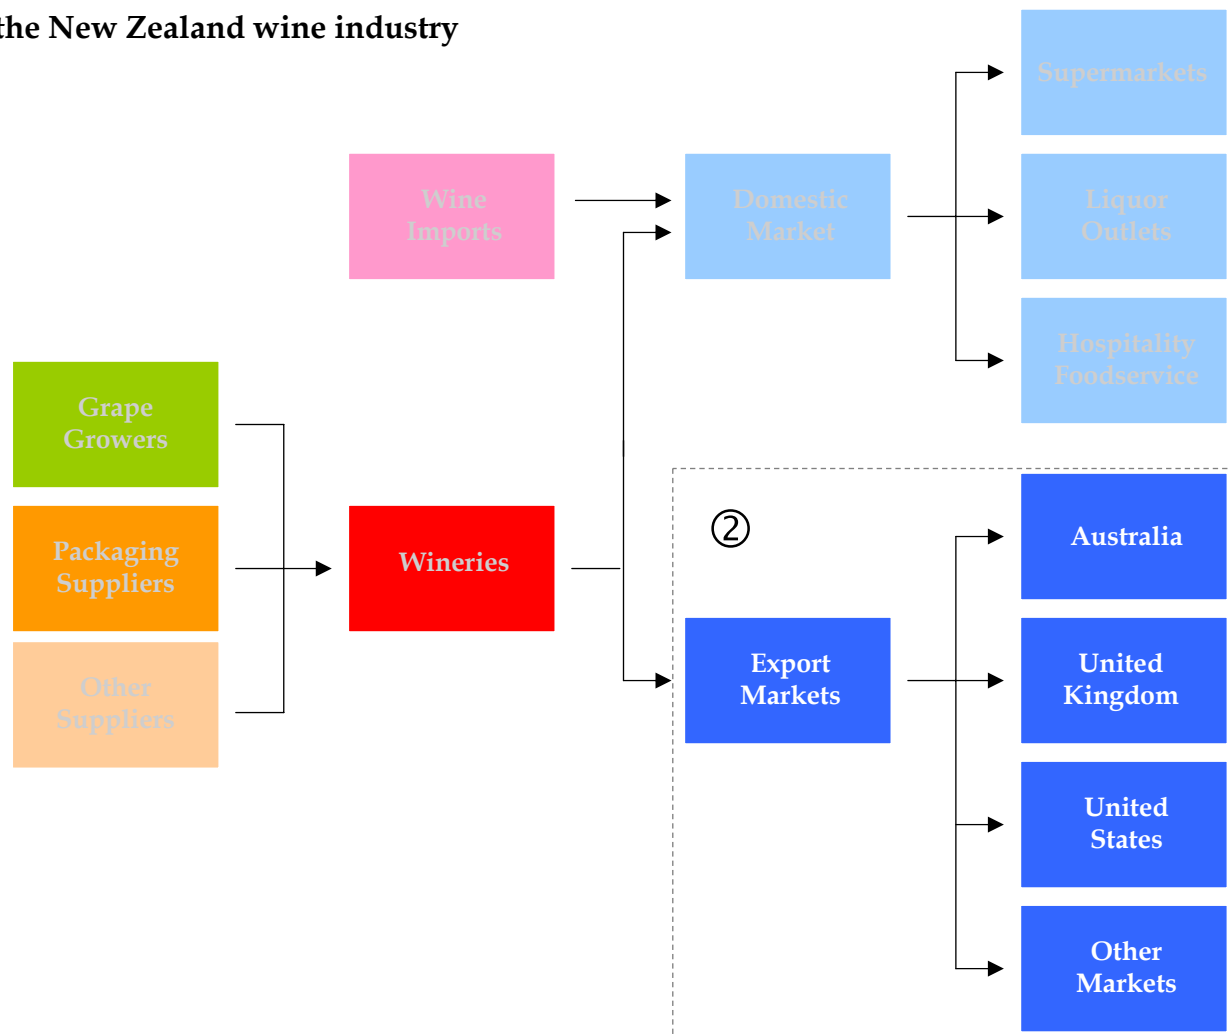 the New Zealand wine industry
Supermarkets
Wine
Imports
Domestic
Market
Liquor
Outlets
Hospitality
Foodservice
Grape
Growers
Packaging
Suppliers
Other
Suppliers
Wineries
②
Export
Markets
Australia
United
Kingdom
United
States
Other
Markets